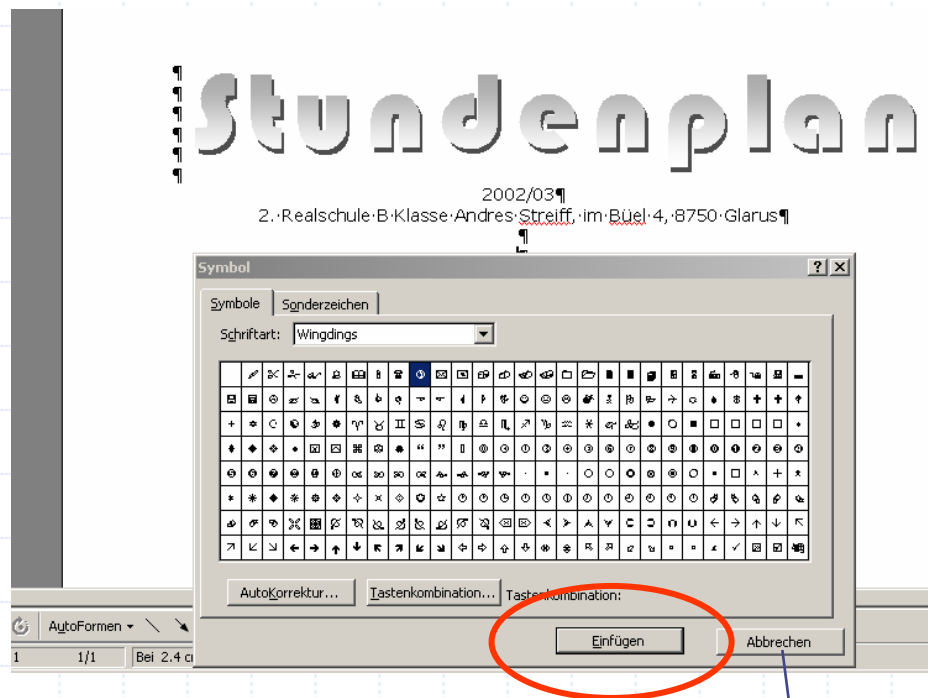 Stundenplan
2002/03¶
2.·Realschule·B·Klasse·Andres·Streiff,·im·Büel·4,·8750·Glarus¶
Symbol
Symbole Sonderzeichen
Schriftart: Wingdings
AutoKorrektur... Tastenkombination... Tastenkombination:
Einfügen Abbrechen
AutoFormen
1 1/1 Bei 2.4 c